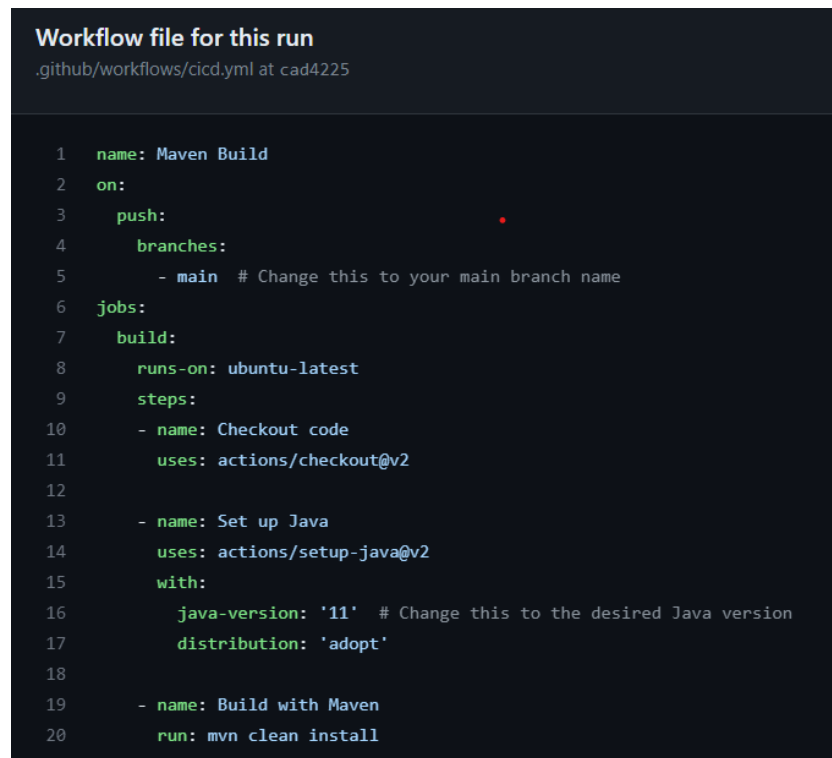 Workflow file for this run
.github/workflows/cicd.yml at cad4225
1 name: Maven Build
2 on:
3   push:
4     branches:
5       - main  # Change this to your main branch name
6 jobs:
7   build:
8     runs-on: ubuntu-latest
9     steps:
10     - name: Checkout code
11       uses: actions/checkout@v2
12
13     - name: Set up Java
14       uses: actions/setup-java@v2
15       with:
16         java-version: '11'  # Change this to the desired Java version
17         distribution: 'adopt'
18
19     - name: Build with Maven
20       run: mvn clean install